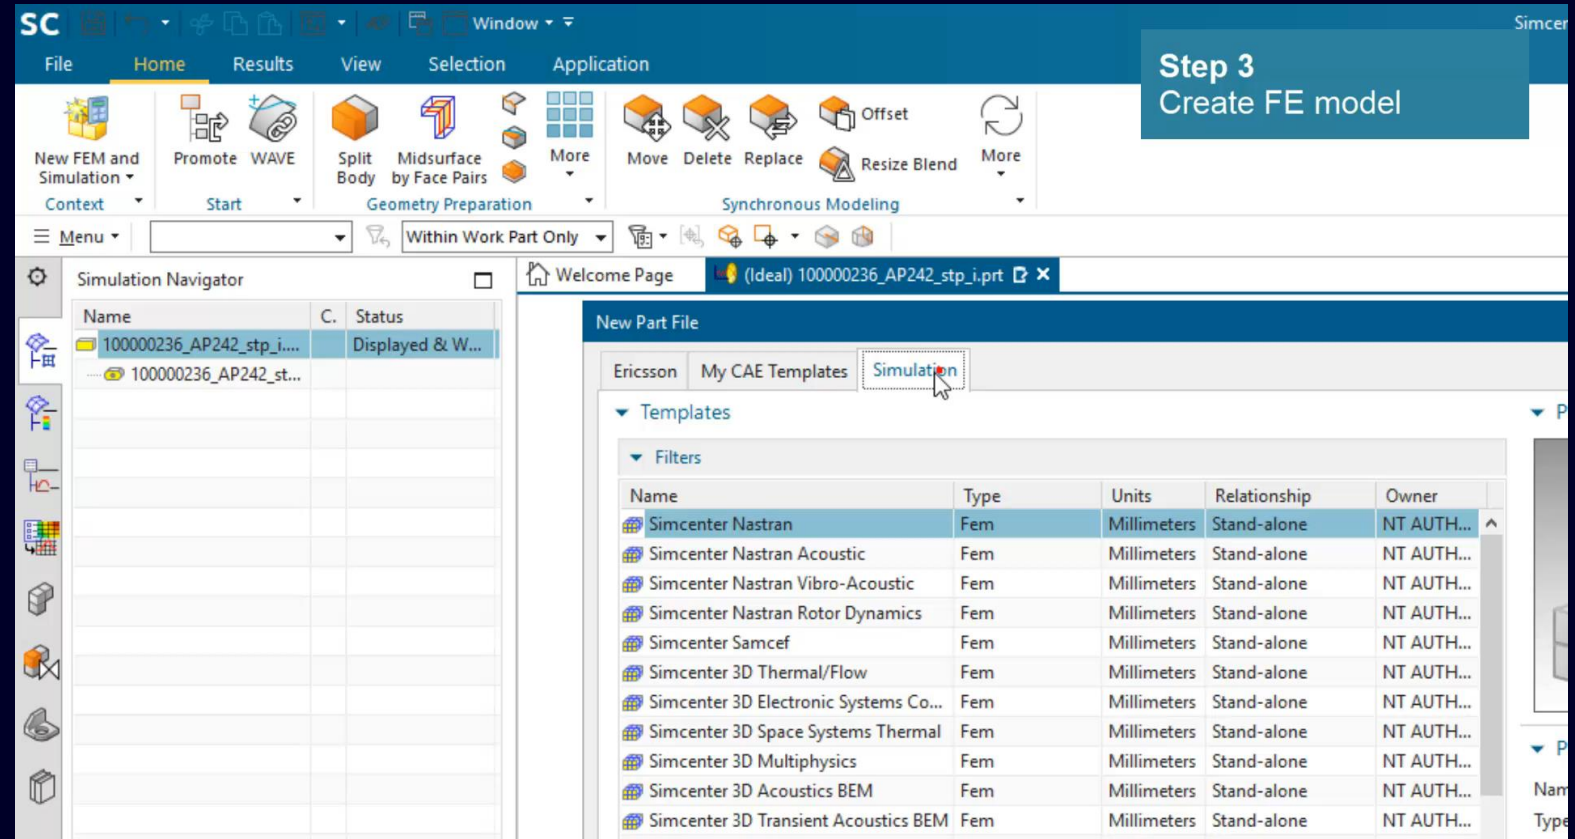 SC Window Simcen
Step 3
Create FE model
File Home Results View Selection Application
New FEM and Simulation
Promote WAVE
Split Body
Midsurface by Face Pairs
More
Move Delete Replace
Offset
Resize Blend
More
Context Start Geometry Preparation Synchronous Modeling
Menu Within Work Part Only
Simulation Navigator
Welcome Page (Ideal) 100000236_AP242_stp_i.prt
Name C. Status
100000236_AP242_stp_i.... Displayed & W...
100000236_AP242_st...
New Part File
Ericsson My CAE Templates Simulation
Templates
Filters
Name Type Units Relationship Owner
Simcenter Nastran Fem Millimeters Stand-alone NT AUTH...
Simcenter Nastran Acoustic Fem Millimeters Stand-alone NT AUTH...
Simcenter Nastran Vibro-Acoustic Fem Millimeters Stand-alone NT AUTH...
Simcenter Nastran Rotor Dynamics Fem Millimeters Stand-alone NT AUTH...
Simcenter Samcef Fem Millimeters Stand-alone NT AUTH...
Simcenter 3D Thermal/Flow Fem Millimeters Stand-alone NT AUTH...
Simcenter 3D Electronic Systems Co... Fem Millimeters Stand-alone NT AUTH...
Simcenter 3D Space Systems Thermal Fem Millimeters Stand-alone NT AUTH...
Simcenter 3D Multiphysics Fem Millimeters Stand-alone NT AUTH...
Simcenter 3D Acoustics BEM Fem Millimeters Stand-alone NT AUTH...
Simcenter 3D Transient Acoustics BEM Fem Millimeters Stand-alone NT AUTH...
P
P
Nam
Type